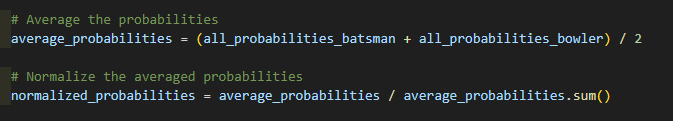 # Average the probabilities
average_probabilities = (all_probabilities_batsman + all_probabilities_bowler) / 2
# Normalize the averaged probabilities
normalized_probabilities = average_probabilities / average_probabilities.sum()